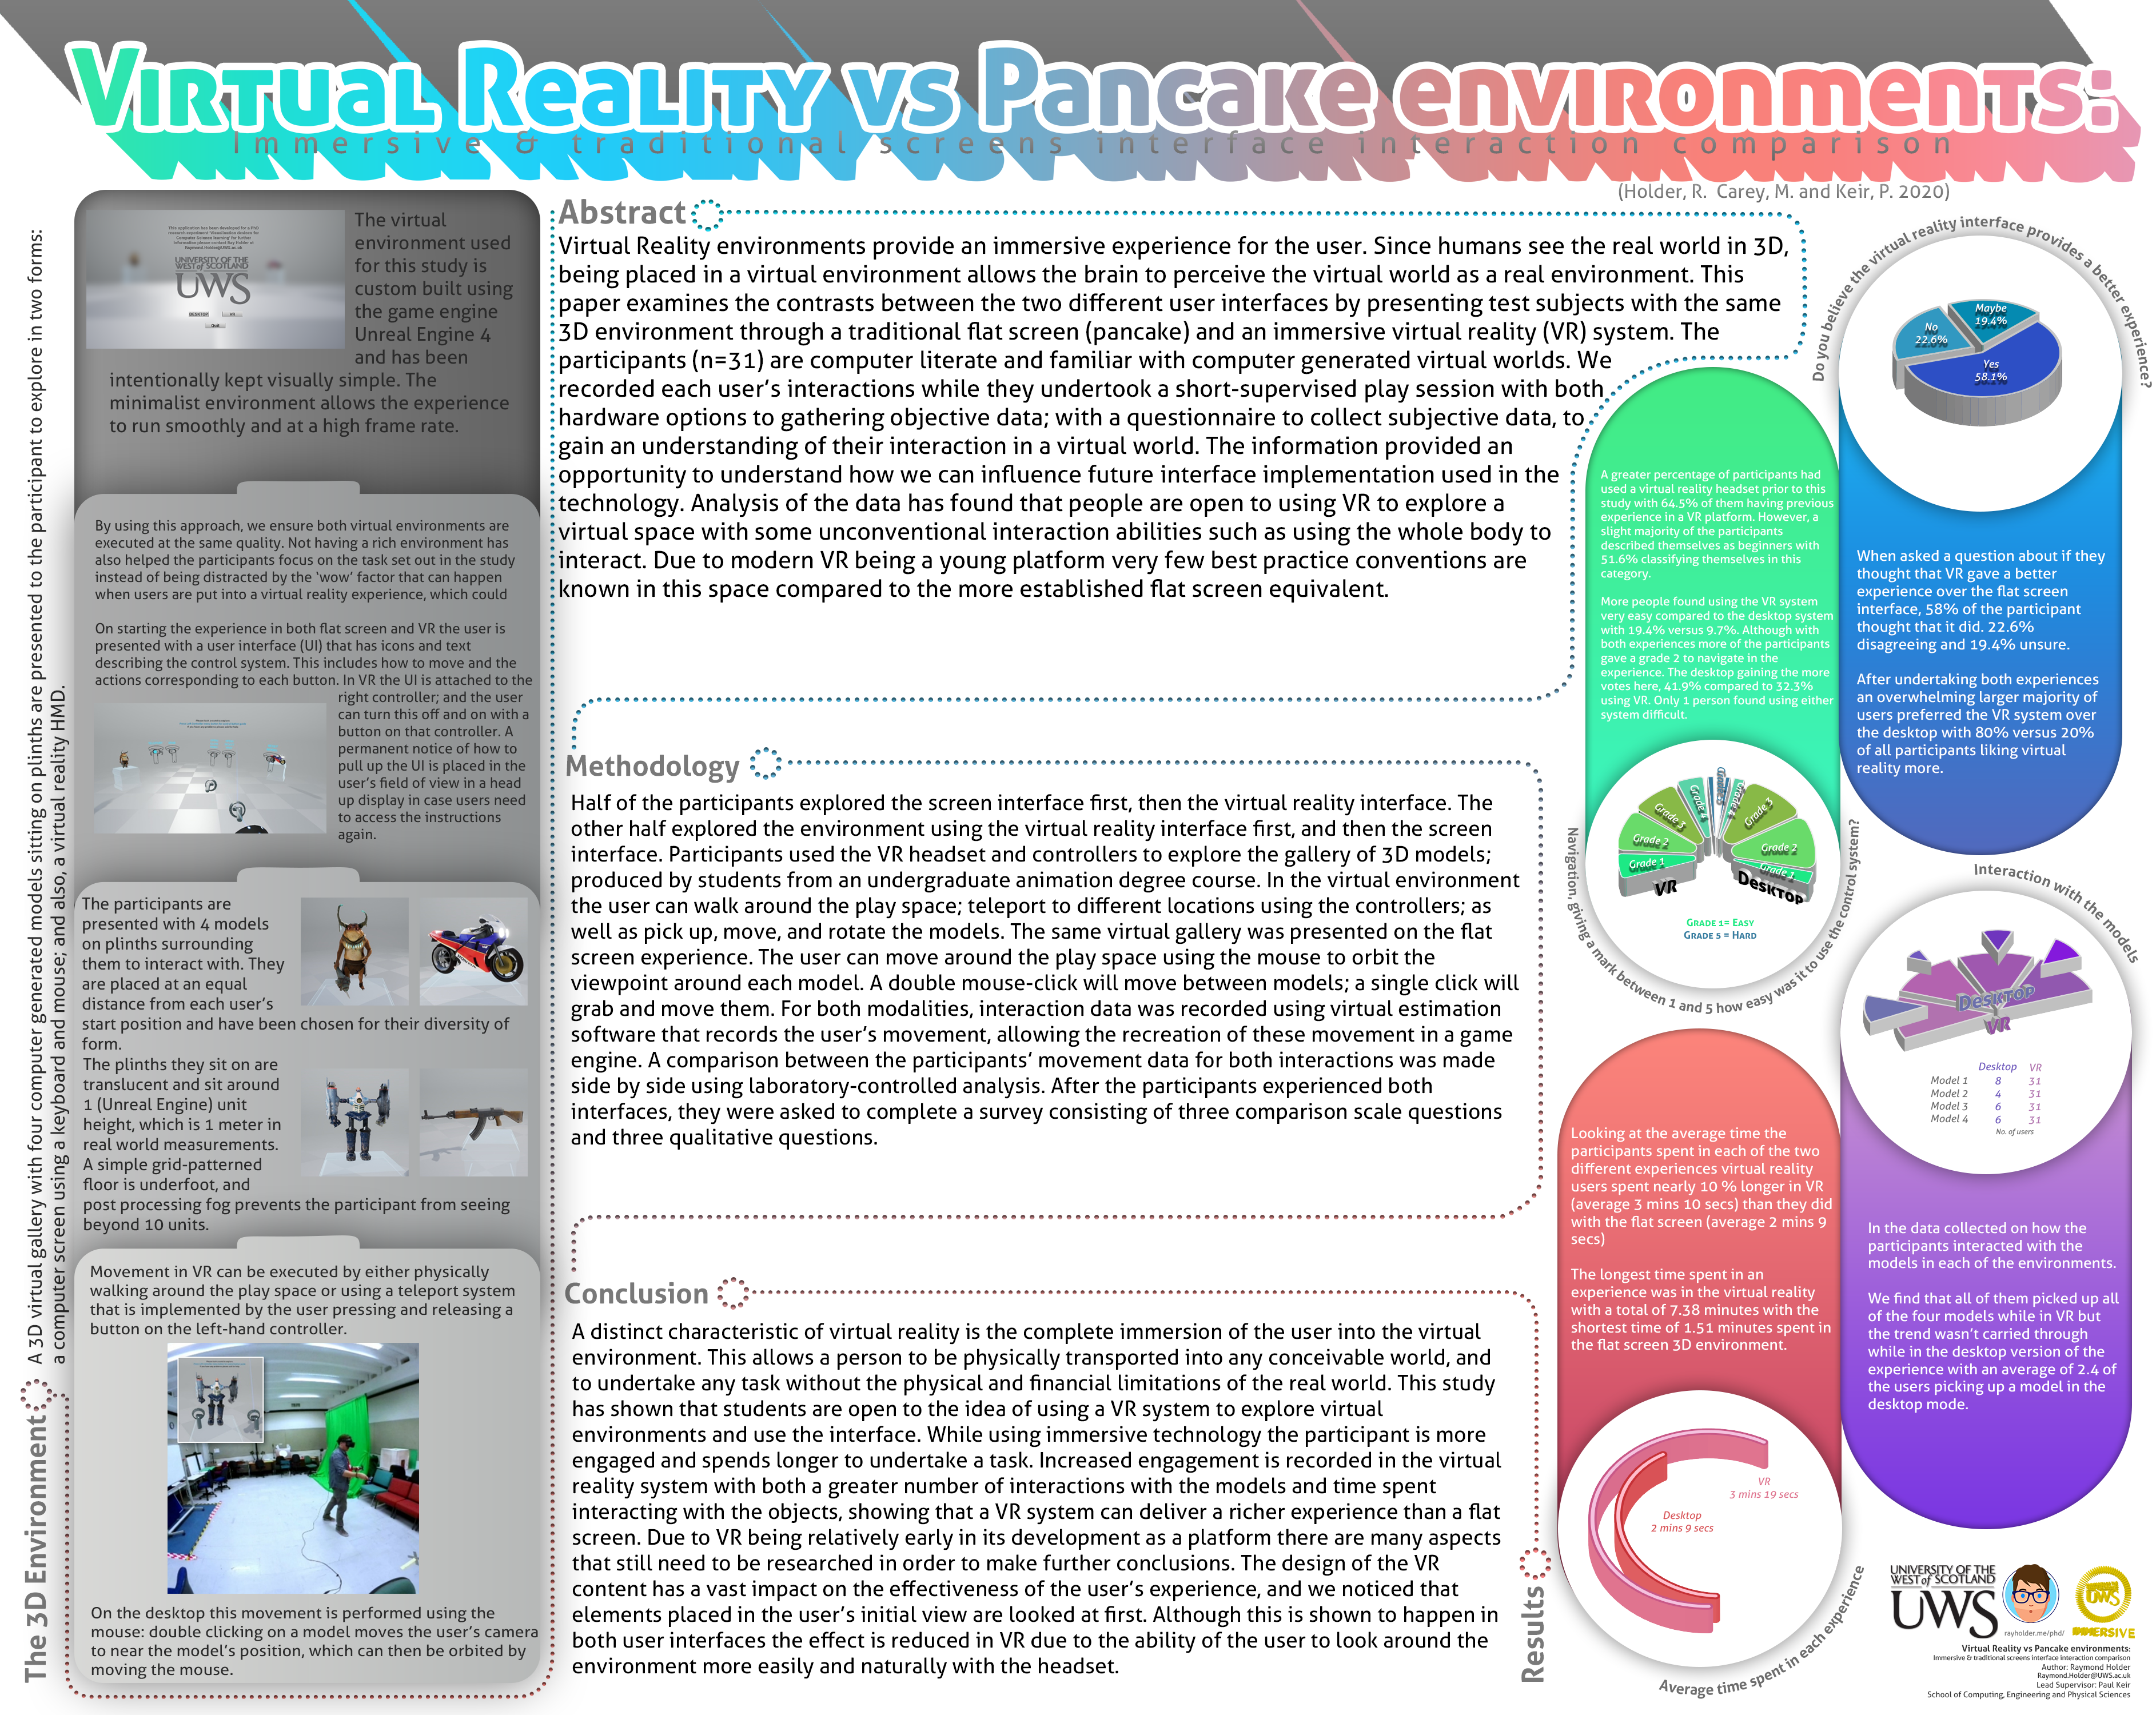 Virtual Reality vs Pancake environments:
Immersive & traditional screens interface interaction comparison
(Holder, R. Carey, M. and Keir, P. 2020)
The 3D Environment
A 3D virtual gallery with four computer generated models siting on plinths are presented to the participant to explore in two forms:
a computer screen using a keyboard and mouse; and also, a virtual reality HMD.
This application has been developed for a PhD
UNIVERSITY OF THE
WEST of SCOTLAND
UWS
DESKTOP VR
Quit
The virtual
environment used
for this study is
custom built using
the game engine
Unreal Engine 4
and has been
intentionally kept visually simple. The
minimalist environment allows the experience
to run smoothly and at a high frame rate.
By using this approach, we ensure both virtual environments are
executed at the same quality. Not having a rich environment has
also helped the participants focus on the task set out in the study
instead of being distracted by the ‘wow’ factor that can happen
when users are put into a virtual reality experience, which could
On starting the experience in both flat screen and VR the user is
presented with a user interface (UI) that has icons and text
describing the control system. This includes how to move and the
actions corresponding to each button. In VR the UI is attached to the
right controller; and the user
can turn this off and on with a
button on that controller. A
permanent notice of how to
pull up the UI is placed in the
user’s field of view in a head
up display in case users need
to access the instructions
again.
The participants are
presented with 4 models
on plinths surrounding
them to interact with. They
are placed at an equal
distance from each user’s
start position and have been chosen for their diversity of
form.
The plinths they sit on are
translucent and sit around
1 (Unreal Engine) unit
height, which is 1 meter in
real world measurements.
A simple grid-patterned
floor is underfoot, and
post processing fog prevents the participant from seeing
beyond 10 units.
Movement in VR can be executed by either physically
walking around the play space or using a teleport system
that is implemented by the user pressing and releasing a
button on the left-hand controller.
On the desktop this movement is performed using the
mouse: double clicking on a model moves the user’s camera
to near the model’s position, which can then be orbited by
moving the mouse.
Abstract
Virtual Reality environments provide an immersive experience for the user. Since humans see the real world in 3D,
being placed in a virtual environment allows the brain to perceive the virtual world as a real environment. This
paper examines the contrasts between the two different user interfaces by presenting test subjects with the same
3D environment through a traditional flat screen (pancake) and an immersive virtual reality (VR) system. The
participants (n=31) are computer literate and familiar with computer generated virtual worlds. We
recorded each user’s interactions while they undertook a short-supervised play session with both
hardware options to gathering objective data; with a questionnaire to collect subjective data, to
gain an understanding of their interaction in a virtual world. The information provided an
opportunity to understand how we can influence future interface implementation used in the
technology. Analysis of the data has found that people are open to using VR to explore a
virtual space with some unconventional interaction abilities such as using the whole body to
interact. Due to modern VR being a young platform very few best practice conventions are
known in this space compared to the more established flat screen equivalent.
Methodology
Half of the participants explored the screen interface first, then the virtual reality interface. The
other half explored the environment using the virtual reality interface first, and then the screen
interface. Participants used the VR headset and controllers to explore the gallery of 3D models;
produced by students from an undergraduate animation degree course. In the virtual environment
the user can walk around the play space; teleport to different locations using the controllers; as
well as pick up, move, and rotate the models. The same virtual gallery was presented on the flat
screen experience. The user can move around the play space using the mouse to orbit the
viewpoint around each model. A double mouse-click will move between models; a single click will
grab and move them. For both modalities, interaction data was recorded using virtual estimation
software that records the user’s movement, allowing the recreation of these movement in a game
engine. A comparison between the participants’ movement data for both interactions was made
side by side using laboratory-controlled analysis. After the participants experienced both
interfaces, they were asked to complete a survey consisting of three comparison scale questions
and three qualitative questions.
Conclusion
A distinct characteristic of virtual reality is the complete immersion of the user into the virtual
environment. This allows a person to be physically transported into any conceivable world, and
to undertake any task without the physical and financial limitations of the real world. This study
has shown that students are open to the idea of using a VR system to explore virtual
environments and use the interface. While using immersive technology the participant is more
engaged and spends longer to undertake a task. Increased engagement is recorded in the virtual
reality system with both a greater number of interactions with the models and time spent
interacting with the objects, showing that a VR system can deliver a richer experience than a flat
screen. Due to VR being relatively early in its development as a platform there are many aspects
that still need to be researched in order to make further conclusions. The design of the VR
content has a vast impact on the effectiveness of the user’s experience, and we noticed that
elements placed in the user’s initial view are looked at first. Although this is shown to happen in
both user interfaces the effect is reduced in VR due to the ability of the user to look around the
environment more easily and naturally with the headset.
Results
A greater percentage of participants had
used a virtual reality headset prior to this
study with 64.5% of them having previous
experience in a VR platform. However, a
slight majority of the participants
described themselves as beginners with
51.6% classifying themselves in this
category.
More people found using the VR system
very easy compared to the desktop system
with 19.4% versus 9.7%. Although with
both experiences more of the participants
gave a grade 2 to navigate in the
experience. The desktop gaining the more
votes here, 41.9% compared to 32.3%
using VR. Only 1 person found using either
system difficult.
Grade 1
Grade 2
Grade 3
Grade 4
Grade 5
Grade 4
Grade 3
Grade 2
Grade 1
VR
Desktop
Grade 1= Easy
Grade 5 = Hard
Navigation, giving a mark between 1 and 5 how easy was it to use the control system?
Do you believe the virtual reality interface provides a better experience?
Maybe
19.4%
No
22.6%
Yes
58.1%
When asked a question about if they
thought that VR gave a better
experience over the flat screen
interface, 58% of the participant
thought that it did. 22.6%
disagreeing and 19.4% unsure.
After undertaking both experiences
an overwhelming larger majority of
users preferred the VR system over
the desktop with 80% versus 20%
of all participants liking virtual
reality more.
Interaction with the models
Desktop
VR
Desktop VR
Model 1 8 31
Model 2 4 31
Model 3 6 31
Model 4 6 31
No. of users
In the data collected on how the
participants interacted with the
models in each of the environments.
We find that all of them picked up all
of the four models while in VR but
the trend wasn’t carried through
while in the desktop version of the
experience with an average of 2.4 of
the users picking up a model in the
desktop mode.
Looking at the average time the
participants spent in each of the two
different experiences virtual reality
users spent nearly 10 % longer in VR
(average 3 mins 10 secs) than they did
with the flat screen (average 2 mins 9
secs)
The longest time spent in an
experience was in the virtual reality
with a total of 7.38 minutes with the
shortest time of 1.51 minutes spent in
the flat screen 3D environment.
VR
3 mins 19 secs
Desktop
2 mins 9 secs
Average time spent in each experience
UNIVERSITY OF THE
WEST of SCOTLAND
UWS
rayholder.me/phd/
UWS
IMMERSIVE
Virtual Reality vs Pancake environments:
Immersive & traditional screens interface interaction comparison
Author: Raymond Holder
Raymond.Holder@UWS.ac.uk
Lead Supervisor: Paul Keir
School of Computing, Engineering and Physical Sciences